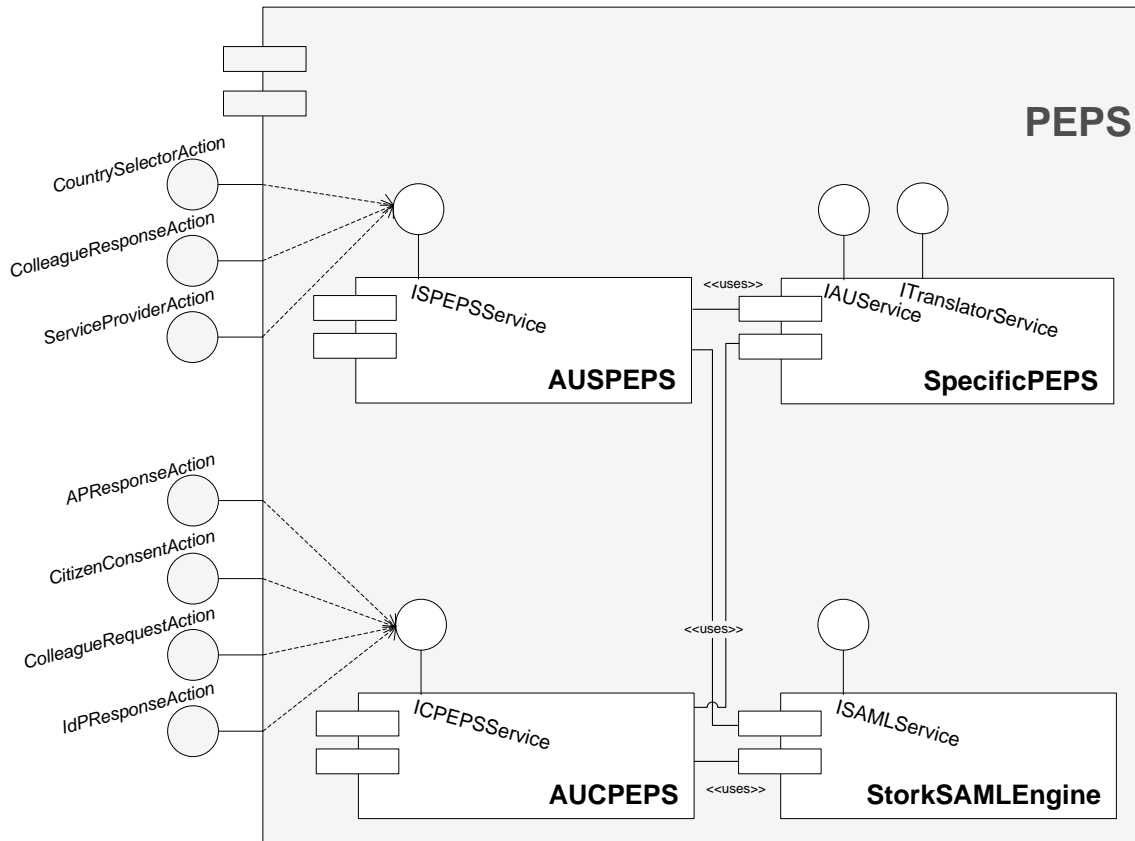 PEPS
CountrySelectorAction
ColleagueResponseAction
ServiceProviderAction
ISPEPSService
AUSPEPS
<<uses>>
IAUService
ITranslatorService
SpecificPEPS
APResponseAction
CitizenConsentAction
ColleagueRequestAction
IdPResponseAction
<<uses>>
ICPEPSService
AUCPEPS
<<uses>>
ISAMLService
StorkSAMLEngine